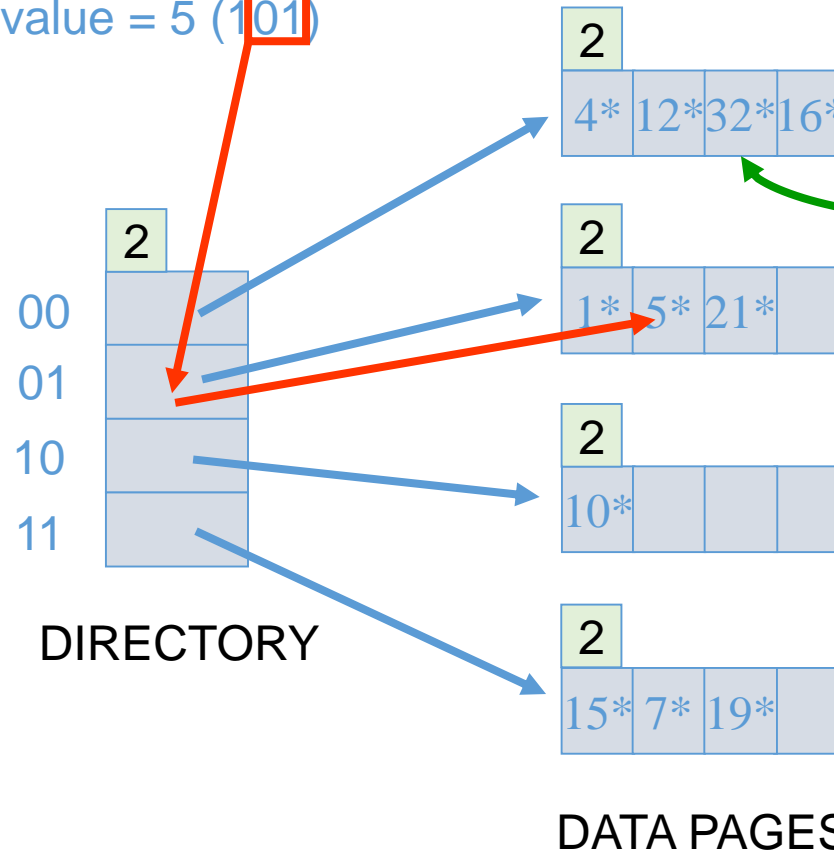 value = 5 (101)
2
4* 12* 32* 16*
2
2
00
1* 5* 21*
01
2
10
10*
11
2
DIRECTORY
15* 7* 19*
DATA PAGES